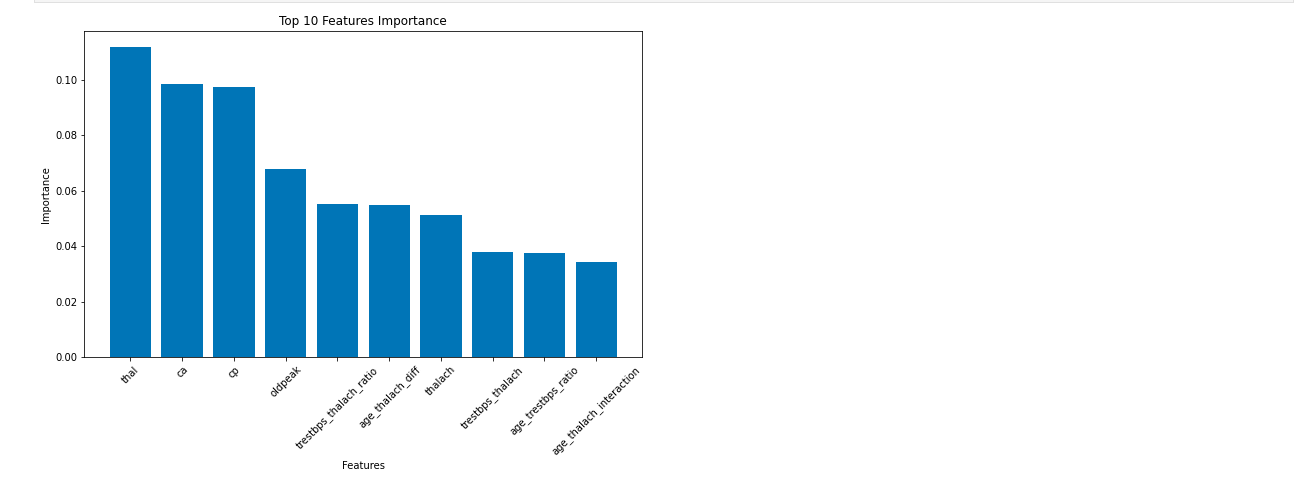 Top 10 Features Importance
Importance
0.10
0.08
0.06
0.04
0.02
0.00
thal
ca
cp
oldpeak
trestbps_thalach_ratio
age_thalach_diff
thalach
trestbps_thalach
age_trestbps_ratio
age_thalach_interaction
Features